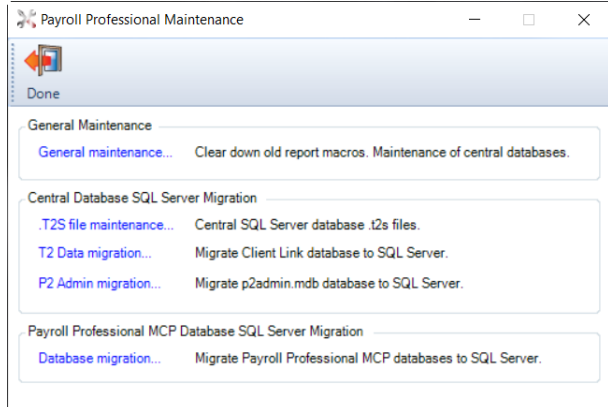 Payroll Professional Maintenance
Done
General Maintenance
General maintenance... Clear down old report macros. Maintenance of central databases.
Central Database SQL Server Migration
.T2S file maintenance... Central SQL Server database .t2s files.
T2 Data migration... Migrate Client Link database to SQL Server.
P2 Admin migration... Migrate p2admin.mdb database to SQL Server.
Payroll Professional MCP Database SQL Server Migration
Database migration... Migrate Payroll Professional MCP databases to SQL Server.